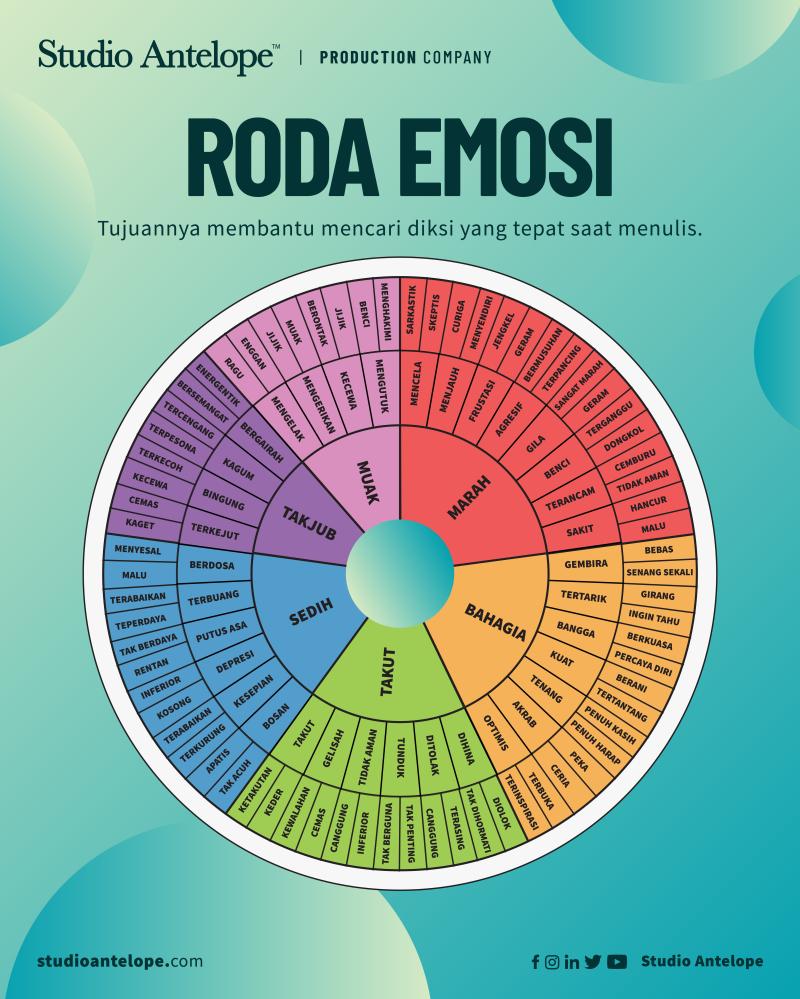 Studio Antelope™ | PRODUCTION COMPANY
RODA EMOSI
Tujuannya membantu mencari diksi yang tepat saat menulis.
MARAH
MENCELA
MENJAUH
FRUSTASI
AGRESIF
GILA
BENCI
TERANCAM
SAKIT
SARKASTIK
SKEPTIS
CURIGA
MENYENDIRI
JENGKEL
GERAM
BERMUSUHAN
TERPANCING
SANGAT MARAH
GERAM
TERGANGGU
DONGKOL
CEMBURU
TIDAK AMAN
HANCUR
MALU
BAHAGIA
GEMBIRA
TERTARIK
BANGGA
KUAT
TENANG
AKRAB
OPTIMIS
BEBAS
SENANG SEKALI
GIRANG
INGIN TAHU
BERKUASA
PERCAYA DIRI
BERANI
TERTANTANG
PENUH KASIH
PENUH HARAP
PEKA
CERIA
TERBUKA
TERINSPIRASI
TAKUT
DIHINA
DITOLAK
TUNDUK
TIDAK AMAN
GELISAH
TAKUT
DIOLOK
TAK DIHORMATI
TERASING
CANGGUNG
TAK PENTING
TAK BERGUNA
INFERIOR
CANGGUNG
CEMAS
KEWALAHAN
KEDER
KETAKUTAN
SEDIH
BOSAN
KESEPIAN
DEPRESI
PUTUS ASA
TERBUANG
BERDOSA
TAK ACUH
APATIS
TERKURUNG
TERABAIKAN
KOSONG
INFERIOR
RENTAN
TAK BERDAYA
TEPERDAYA
TERABAIKAN
MALU
MENYESAL
TAKJUB
TERKEJUT
BINGUNG
KAGUM
BERGAIRAH
KAGET
CEMAS
KECEWA
TERKECOH
TERPESONA
TERCENGANG
BERSEMANGAT
ENERGENTIK
MUAK
MENGELAK
MENGERIKAN
KECEWA
MENGUTUK
RAGU
ENGGAN
JIJIK
MUAK
BERONTAK
JIJIK
BENCI
MENGHAKIMI
studioantelope.com
Studio Antelope